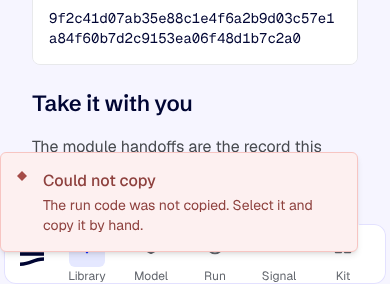 9f2c41d07ab35e88c1e4f6a2b9d03c57e1
a84f60b7d2c9153ea06f48d1b7c2a0
Take it with you
The module handoffs are the record this
Could not copy
The run code was not copied. Select it and
copy it by hand.
Library Model Run Signal Kit